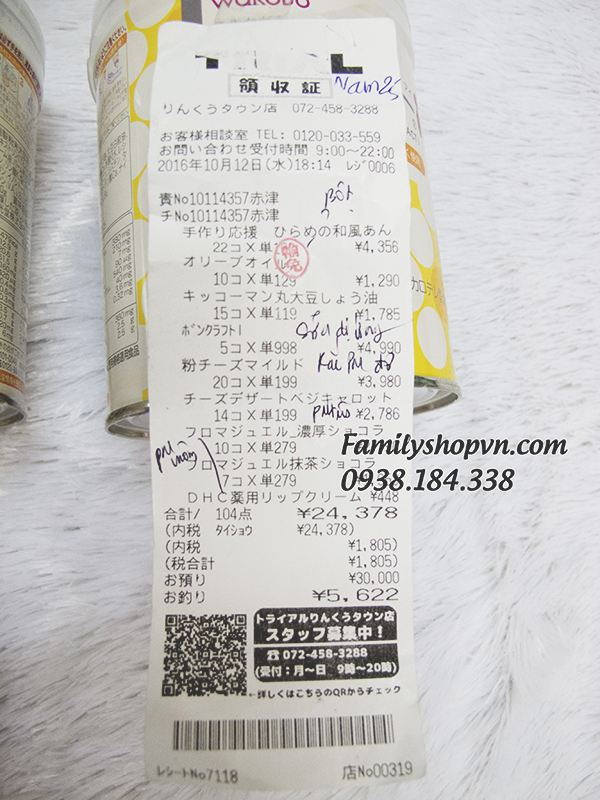 wakodo
領収証
Nam25
りんくうタウン店 072-458-3288
お客様相談室 TEL: 0120-033-559
お問い合わせ受付時間 9:00～22:00
2016年10月12日(水)18:14 ﾚｼﾞ0006
責No10114357赤津
チNo10114357赤津
Bột
手作り応援 ひらめの和風あん
22コ X 単 ¥4,356
オリーブオイル
10コ X 単129 ¥1,290
キッコーマン丸大豆しょう油
15コ X 単119 ¥1,785
ﾎﾞﾝｸﾗﾌﾄI
5コ X 単998 ¥4,990
粉チーズマイルド
20コ X 単199 ¥3,980
チーズデザートベジキャロット
14コ X 単199 ¥2,786
フロマジュエル_濃厚ショコラ
10コ X 単279
フロマジュエル抹茶ショコラ
7コ X 単279
DHC薬用リップクリーム ¥448
合計/ 104点 ¥24,378
(内税 ﾀｲｼｮｳ ¥24,378)
(内税 ¥1,805)
(税合計 ¥1,805)
お預り ¥30,000
お釣り ¥5,622
トライアルりんくうタウン店
スタッフ募集中！
☎072-458-3288
(受付：月～日 9時～20時)
←詳しくはこちらのQRからチェック
ﾚｼｰﾄNo7118 店No00319
Familyshopvn.com
0938.184.338